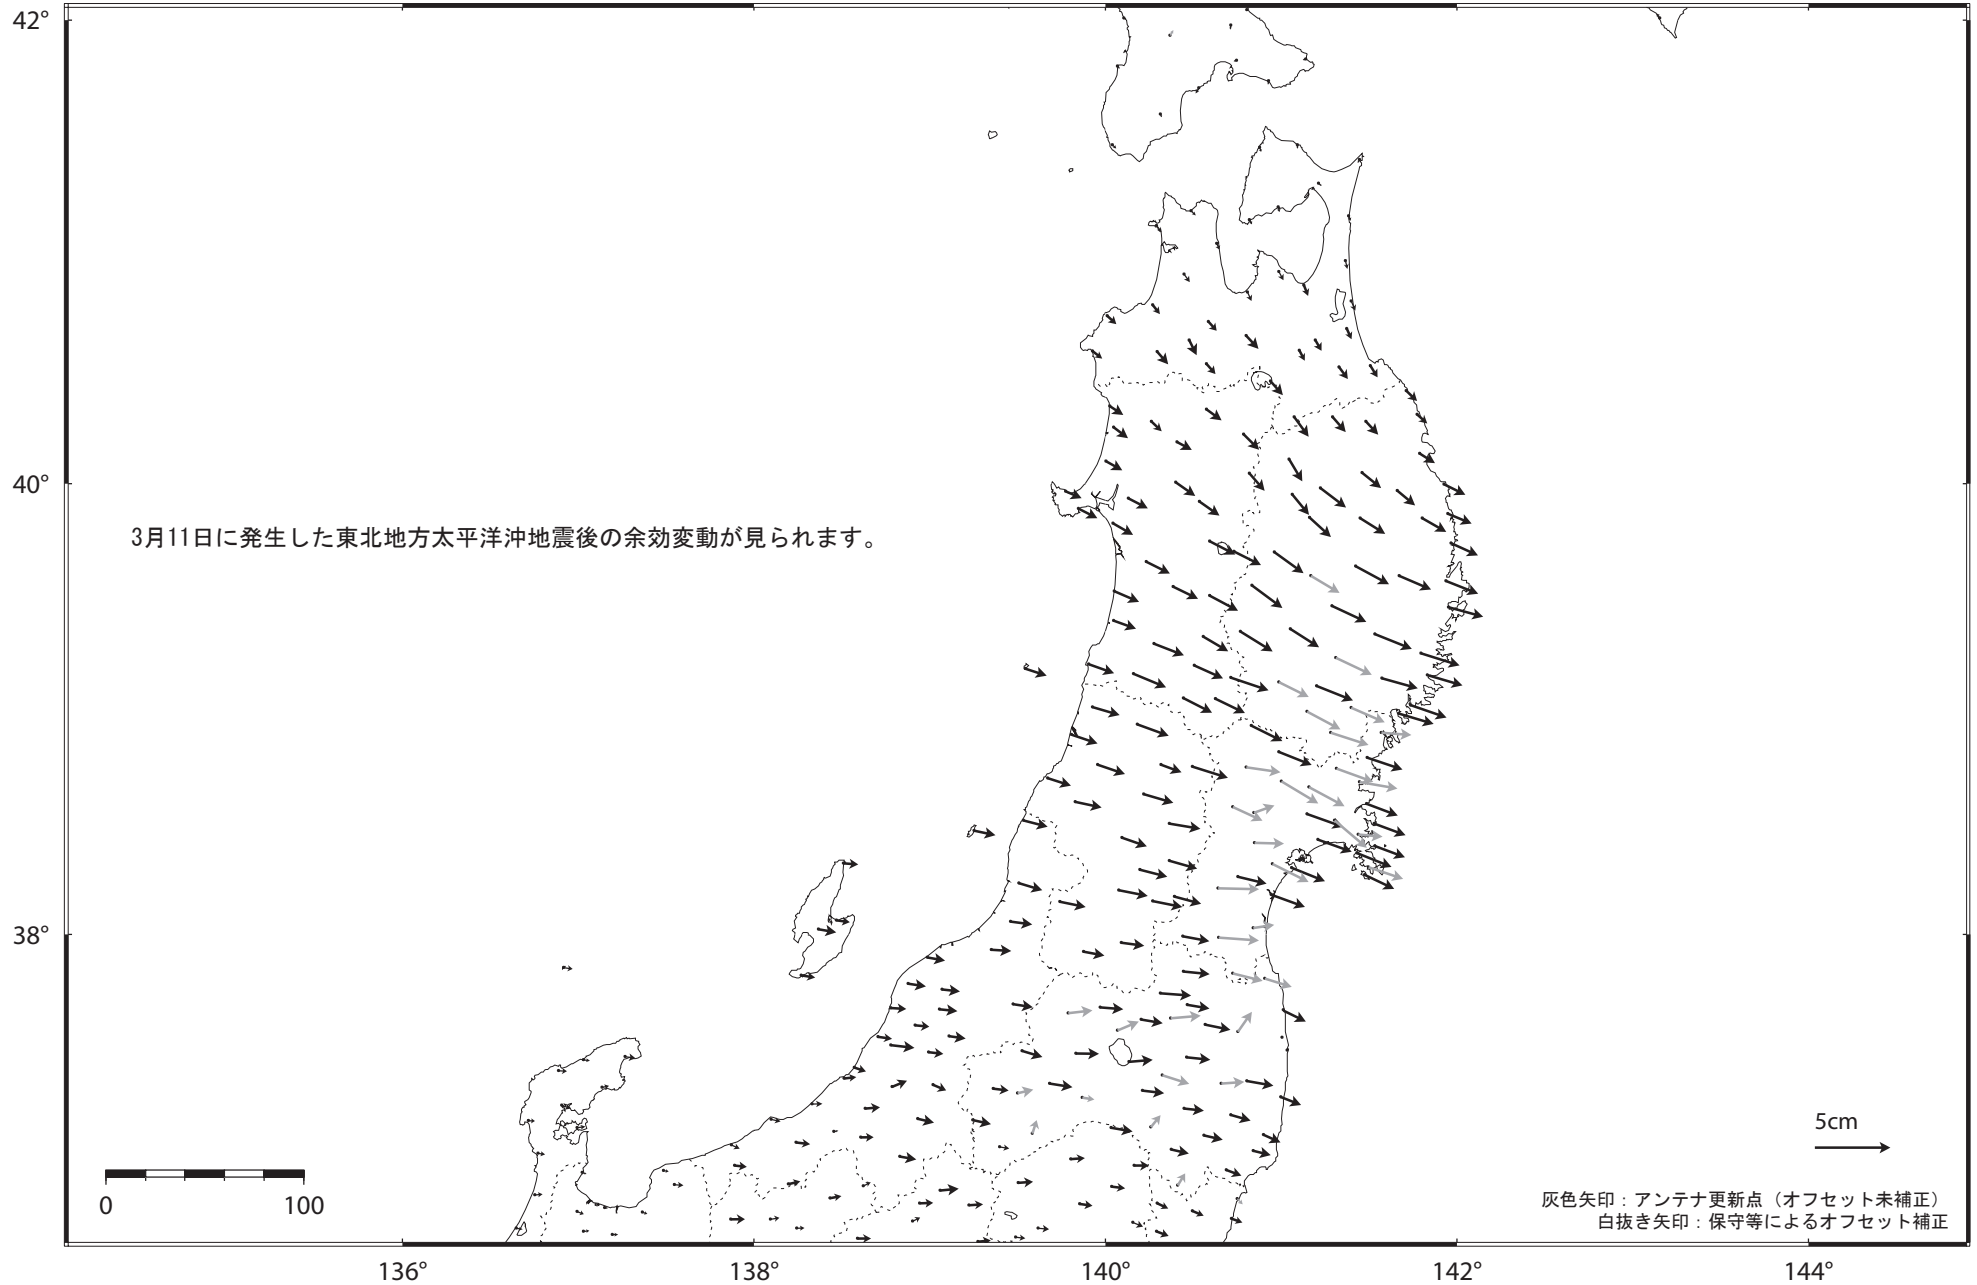 42°
40°
3月11日に発生した東北地方太平洋沖地震後の余効変動が見られます。
38°
5cm
0 100
灰色矢印：アンテナ更新点（オフセット未補正）
白抜き矢印：保守等によるオフセット補正
136° 138° 140° 142° 144°